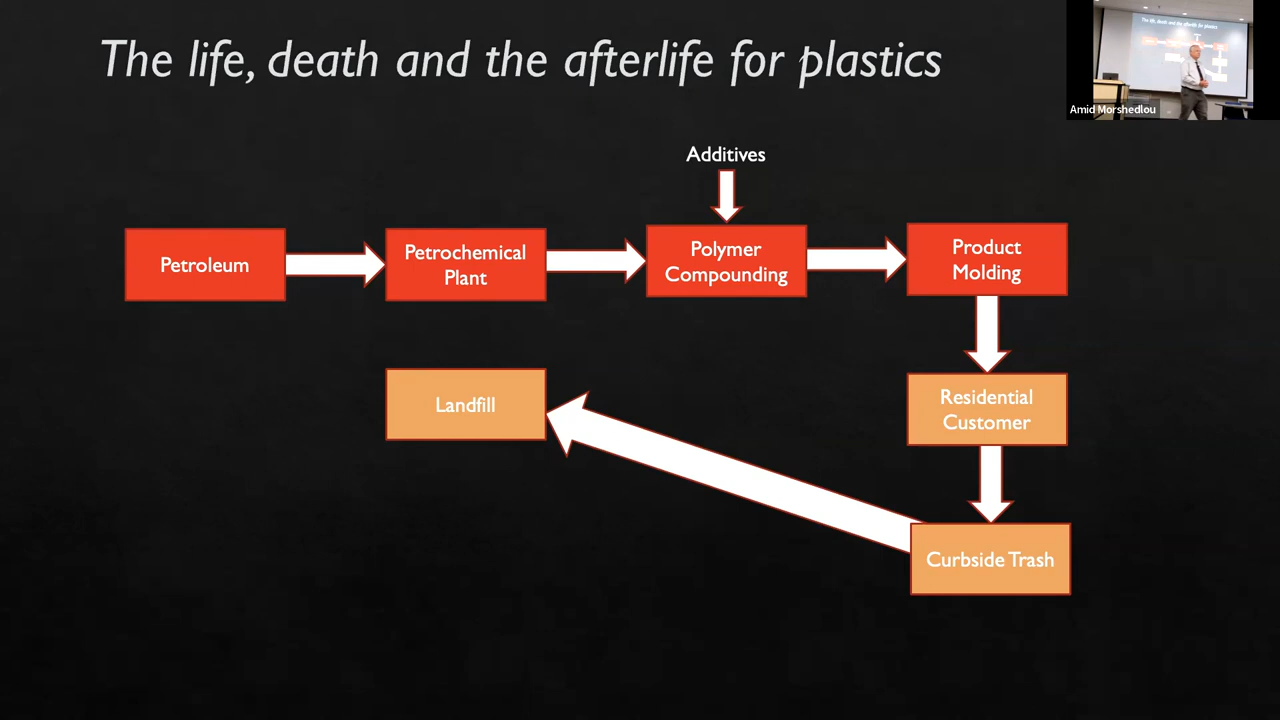 The life, death and the afterlife for plastics
Amid Morshedlou
Additives
Petroleum
Petrochemical
Plant
Polymer
Compounding
Product
Molding
Landfill
Residential
Customer
Curbside Trash